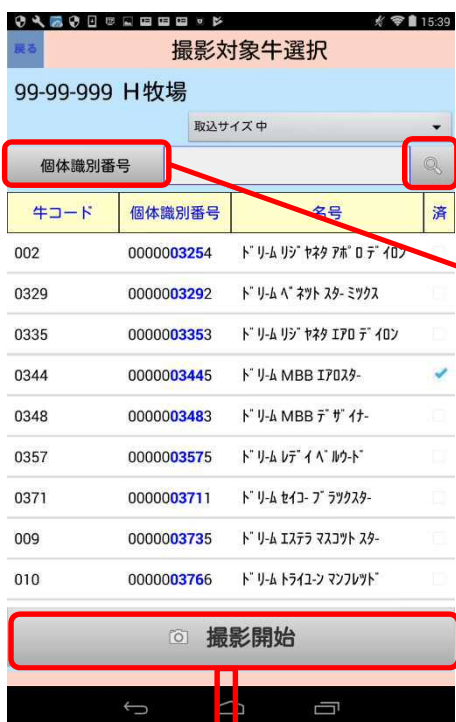 15:39
戻る
撮影対象牛選択
99-99-999 H牧場
取込サイズ 中
個体識別番号
牛コード 個体識別番号 名号 済
002 0000003254 ﾄﾞﾘｰﾑ ﾘｼﾞﾔﾈﾀ ｱﾎﾟﾛ ﾃﾞｲﾛﾝ
0329 0000003292 ﾄﾞﾘｰﾑ ﾍﾞﾈﾂﾄ ｽﾀｰ ﾐﾂｸｽ
0335 0000003353 ﾄﾞﾘｰﾑ ﾘｼﾞﾔﾈﾀ ｴｱﾛ ﾃﾞｲﾛﾝ
0344 0000003445 ﾄﾞﾘｰﾑ MBB ｴｱﾛｽﾀｰ
0348 0000003483 ﾄﾞﾘｰﾑ MBB ﾃﾞｻﾞｲﾅｰ
0357 0000003575 ﾄﾞﾘｰﾑ ﾚﾃﾞｲ ﾍﾞﾙｳｰﾄﾞ
0371 0000003711 ﾄﾞﾘｰﾑ ｾｲｺｰ ﾌﾞﾗﾂｸｽﾀｰ
009 0000003735 ﾄﾞﾘｰﾑ ｴｽﾃﾗ ﾏｽｺﾂﾄ ｽﾀｰ
010 0000003766 ﾄﾞﾘｰﾑ ﾄﾗｲﾕｰﾝ ﾏﾝﾌﾚﾂﾄﾞ
撮影開始